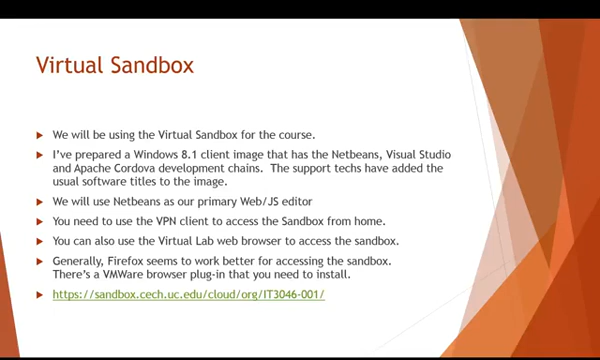 Virtual Sandbox
We will be using the Virtual Sandbox for the course.
I've prepared a Windows 8.1 client image that has the Netbeans, Visual Studio
and Apache Cordova development chains.  The support techs have added the
usual software titles to the image.
We will use Netbeans as our primary Web/JS editor
You need to use the VPN client to access the Sandbox from home.
You can also use the Virtual Lab web browser to access the sandbox.
Generally, Firefox seems to work better for accessing the sandbox.
There's a VMWare browser plug-in that you need to install.
https://sandbox.cech.uc.edu/cloud/org/IT3046-001/